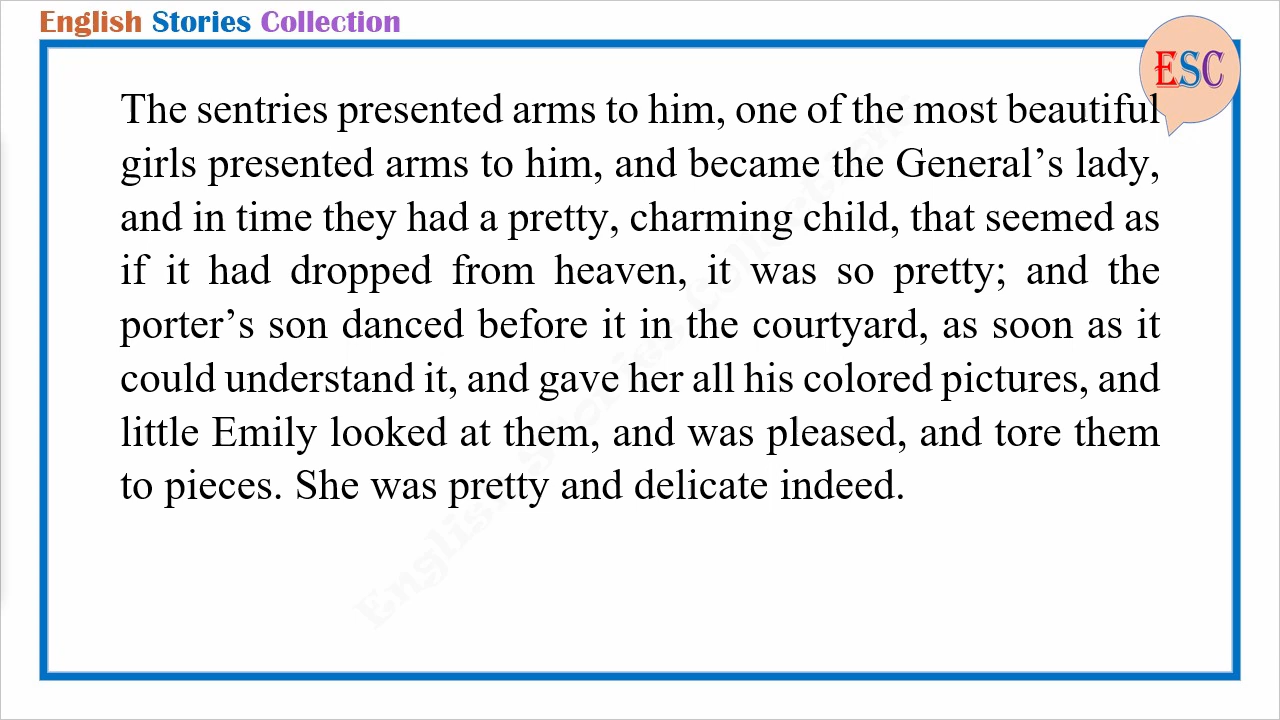 English Stories Collection
ESC
The sentries presented arms to him, one of the most beautiful
girls presented arms to him, and became the General’s lady,
and in time they had a pretty, charming child, that seemed as
if it had dropped from heaven, it was so pretty; and the
porter’s son danced before it in the courtyard, as soon as it
could understand it, and gave her all his colored pictures, and
little Emily looked at them, and was pleased, and tore them
to pieces. She was pretty and delicate indeed.
English Stories Collection